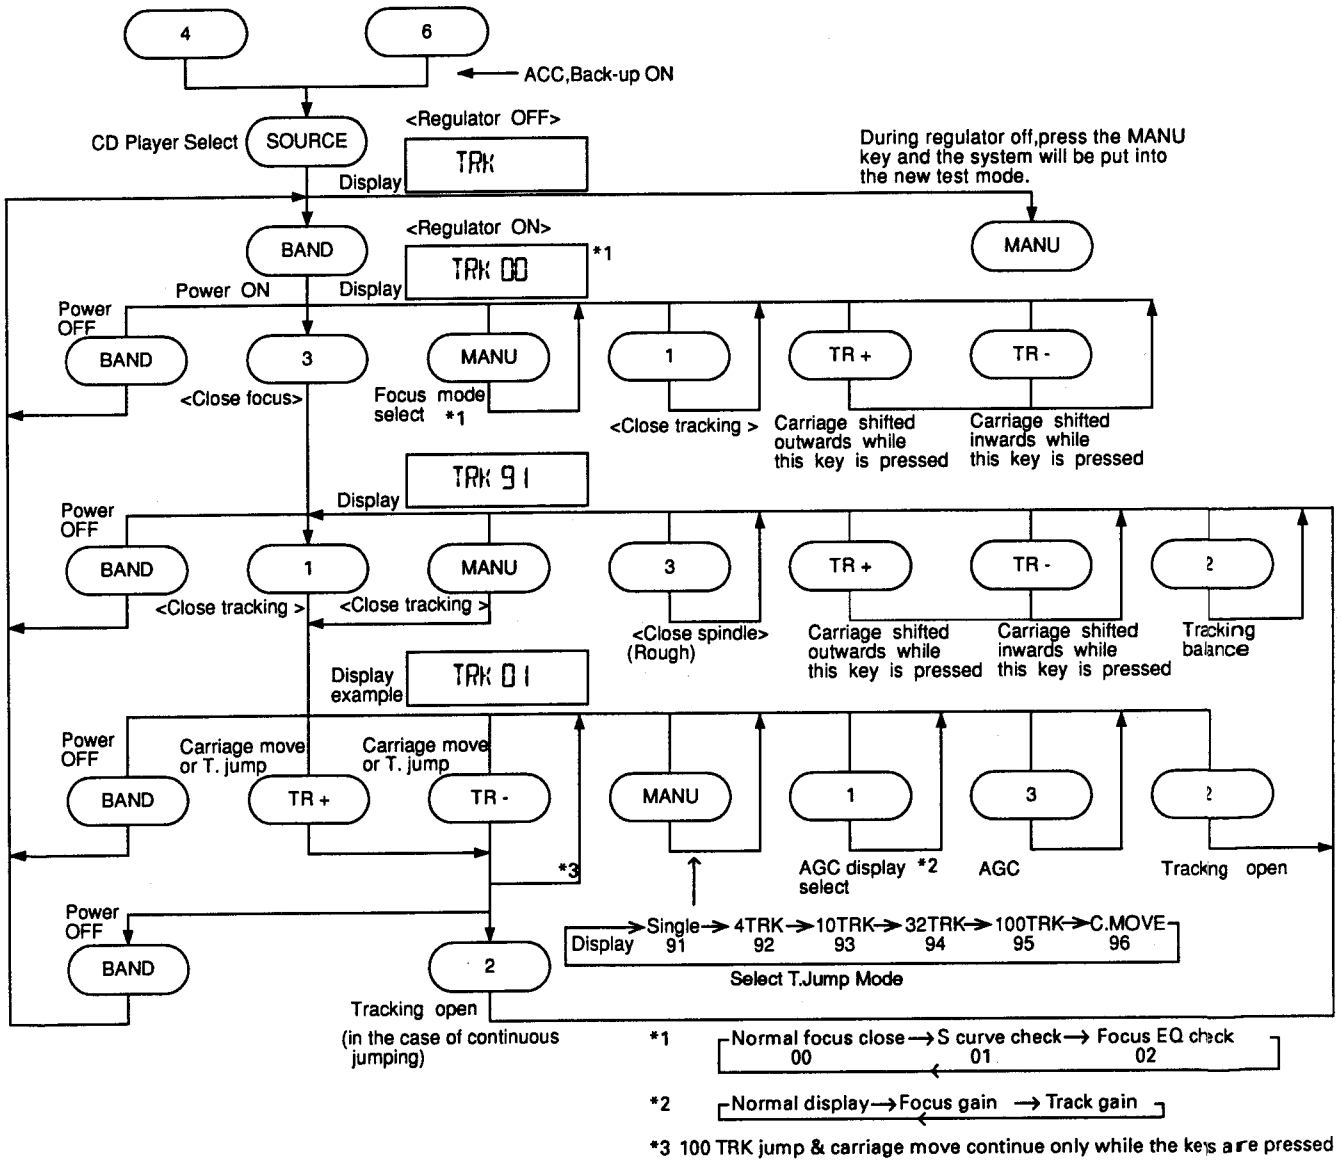 4
6
ACC,Back-up ON
CD Player Select
SOURCE
<Regulator OFF>
TRK
Display
During regulator off,press the MANU
key and the system will be put into
the new test mode.
BAND
<Regulator ON>
TRK 00
*1
MANU
Power ON
Display
Power
OFF
BAND
3
MANU
1
TR +
TR -
<Close focus>
Focus mode
select *1
<Close tracking >
Carriage shifted
outwards while
this key is pressed
Carriage shifted
inwards while
this key is pressed
TRK 91
Display
Power
OFF
BAND
1
MANU
3
TR +
TR -
2
<Close tracking >
<Close tracking >
<Close spindle>
(Rough)
Carriage shifted
outwards while
this key is pressed
Carriage shifted
inwards while
this key is pressed
Tracking
balance
Display
example
TRK 01
Power
OFF
Carriage move
or T. jump
Carriage move
or T. jump
BAND
TR +
TR -
MANU
1
3
2
*3
AGC display *2
select
AGC
Tracking open
Power
OFF
BAND
2
Single 4TRK 10TRK 32TRK 100TRK C.MOVE
Display 91 92 93 94 95 96
Select T.Jump Mode
Tracking open
(in the case of continuous
jumping)
*1 Normal focus close S curve check Focus EQ check
00 01 02
*2 Normal display Focus gain Track gain
*3 100 TRK jump & carriage move continue only while the keys are pressed